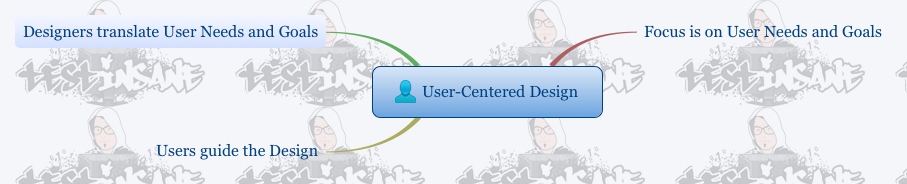 Designers translate User Needs and Goals
Focus is on User Needs and Goals
User-Centered Design
Users guide the Design